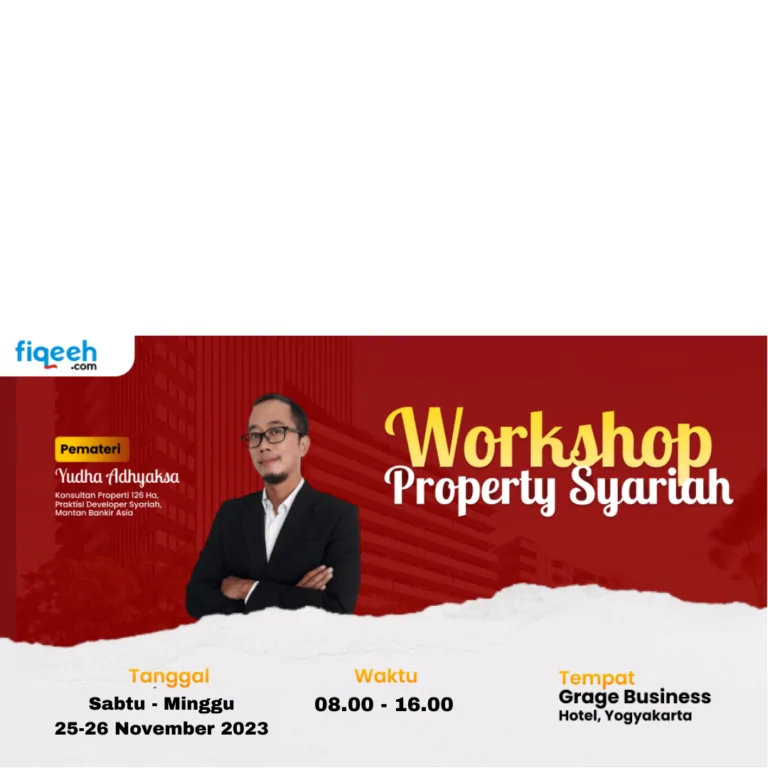 fiqeeh
.com
Pemateri
Yudha Adhyaksa
Konsultan Properti 126 Ha,
Praktisi Developer Syariah,
Mantan Bankir Asia
Workshop
Property Syariah
Tanggal
Sabtu - Minggu
25-26 November 2023
Waktu
08.00 - 16.00
Tempat
Grage Business
Hotel, Yogyakarta